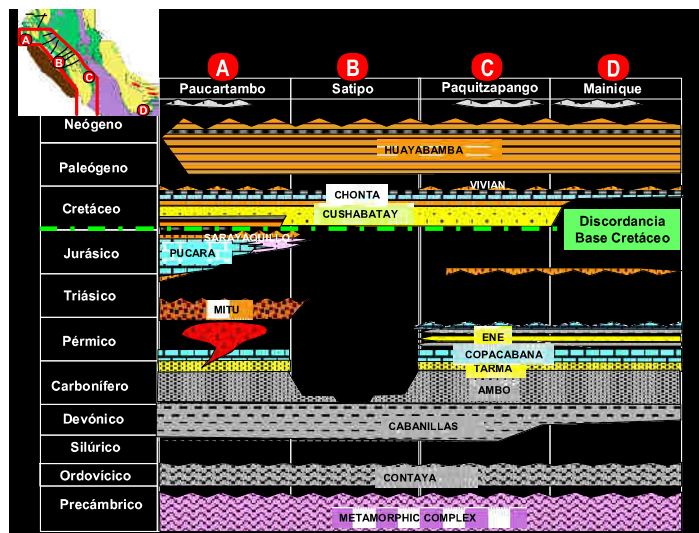 A
B
C
D
A
B
C
D
Paucartambo
Satipo
Paquitzapango
Mainique
Neógeno
HUAYABAMBA
Paleógeno
VIVIAN
CHONTA
Cretáceo
CUSHABATAY
Discordancia
Base Cretáceo
SARAYAQUILLO
Jurásico
PUCARA
Triásico
MITU
Pérmico
ENE
COPACABANA
TARMA
Carbonífero
AMBO
Devónico
CABANILLAS
Silúrico
Ordovícico
CONTAYA
Precámbrico
METAMORPHIC COMPLEX